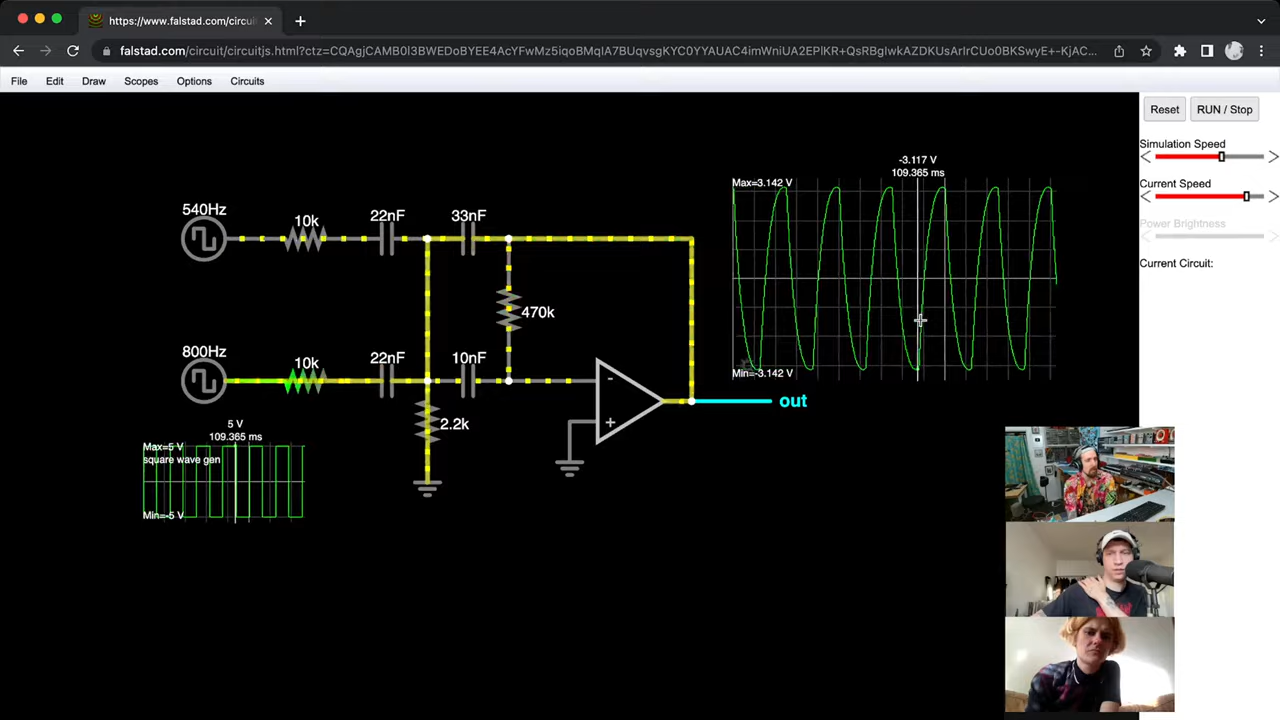 https://www.falstad.com/circui
falstad.com/circuit/circuitjs.html?ctz=CQAgjCAMB0l3BWEDoBYEE4AcYFwMz5iqoBMqIA7BUqvsgKYC0YYAUAC4imWniUA2EPlKR+QsRBglwkAZDKUsArIrCUo0BKSwyE+-KjAC...
File Edit Draw Scopes Options Circuits
Reset RUN / Stop
Simulation Speed
Current Speed
Power Brightness
Current Circuit:
-3.117 V
109.365 ms
Max=3.142 V
Min=-3.142 V
540Hz
10k
22nF
33nF
470k
800Hz
10k
22nF
10nF
2.2k
-
+
out
5 V
109.365 ms
Max=5 V
square wave gen
Min=-5 V